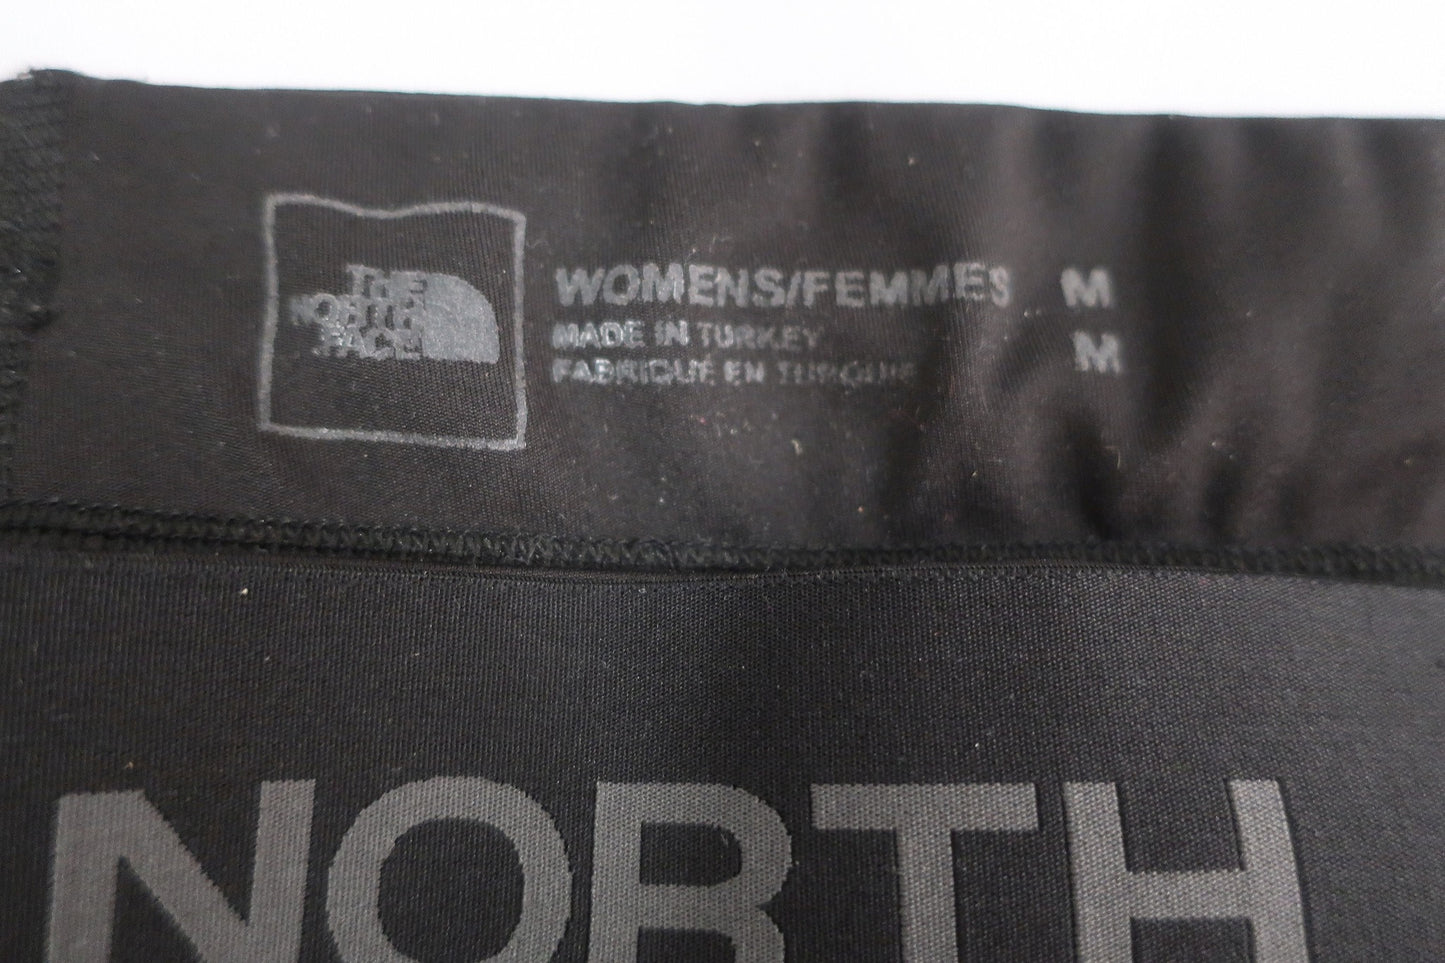 THE
NORTH
FACE
WOMENS/FEMMES M
MADE IN TURKEY M
FABRIQUÉ EN TURQUIE
NORTH